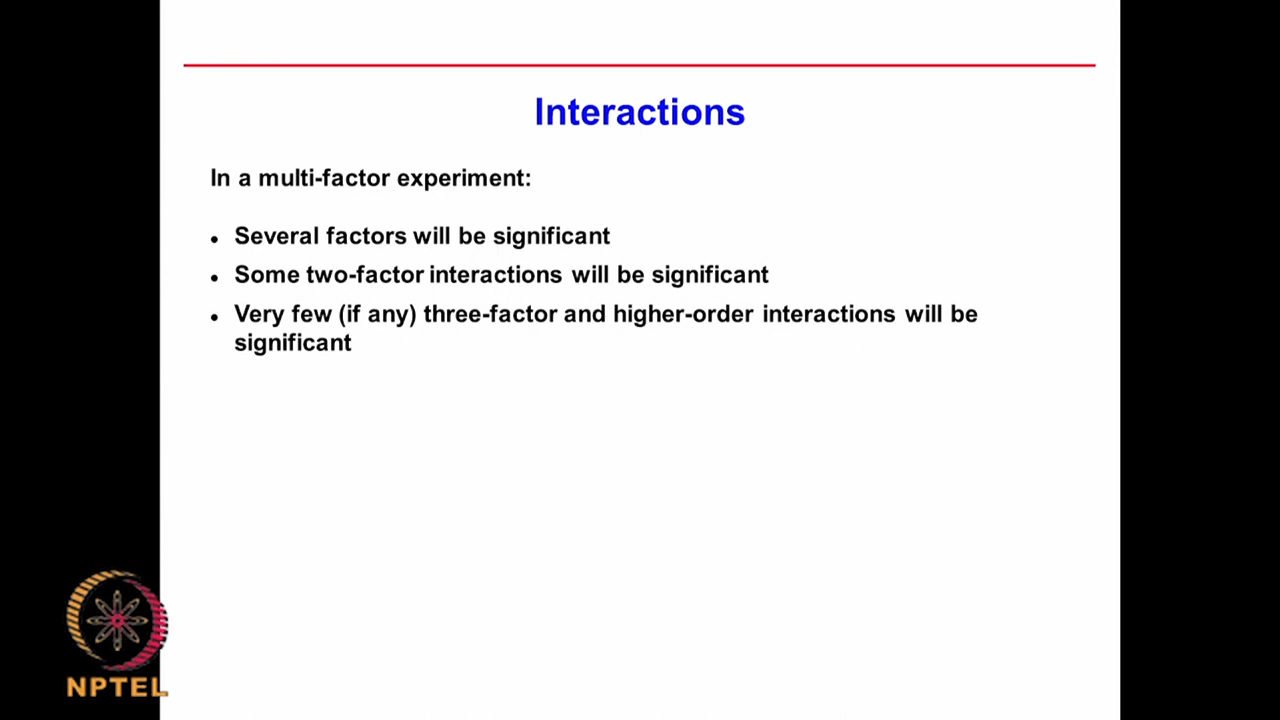 Interactions
In a multi-factor experiment:
• Several factors will be significant
• Some two-factor interactions will be significant
• Very few (if any) three-factor and higher-order interactions will be
significant
NPTEL